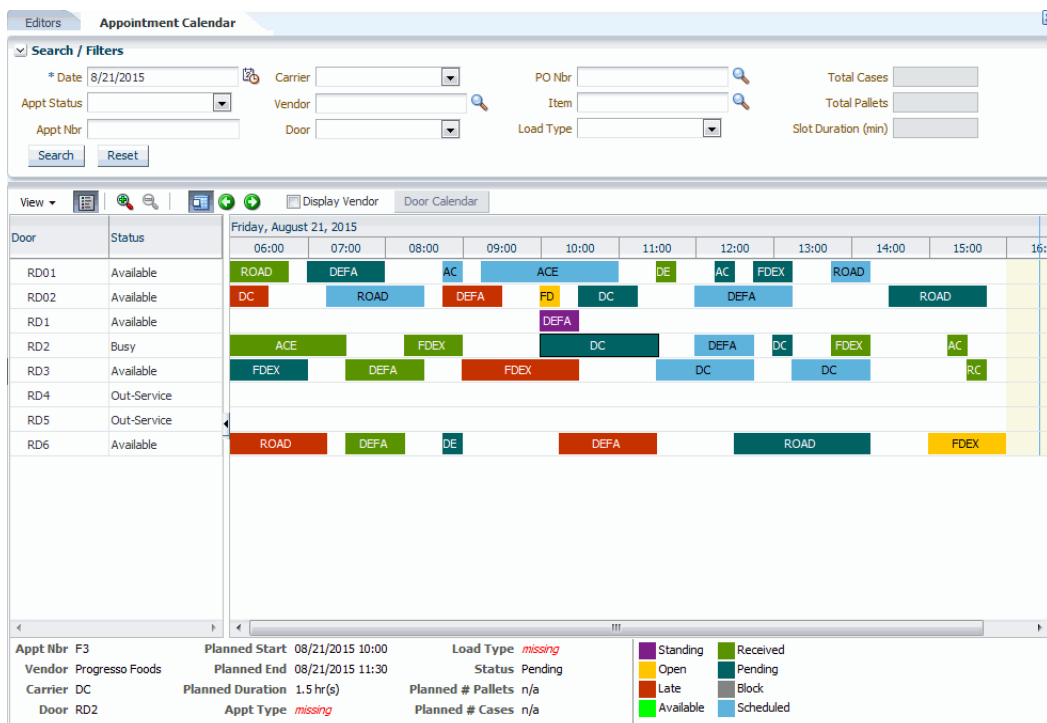 Editors Appointment Calendar
Search / Filters
* Date 8/21/2015 Carrier PO Nbr Total Cases
Appt Status Vendor Item Total Pallets
Appt Nbr Door Load Type Slot Duration (min)
Search Reset
View Display Vendor Door Calendar
Door Status Friday, August 21, 2015
06:00 07:00 08:00 09:00 10:00 11:00 12:00 13:00 14:00 15:00 16:
RD01 Available ROAD DEFA AC ACE DE AC FDEX ROAD
RD02 Available DC ROAD DEFA FD DC DEFA ROAD
RD1 Available DEFA
RD2 Busy ACE FDEX DC DEFA DC FDEX AC
RD3 Available FDEX DEFA FDEX DC DC RC
RD4 Out-Service
RD5 Out-Service
RD6 Available ROAD DEFA DE DEFA ROAD FDEX
Appt Nbr F3 Planned Start 08/21/2015 10:00 Load Type missing Standing Received
Vendor Progresso Foods Planned End 08/21/2015 11:30 Status Pending Open Pending
Carrier DC Planned Duration 1.5 hr(s) Planned # Pallets n/a Late Block
Door RD2 Appt Type missing Planned # Cases n/a Available Scheduled